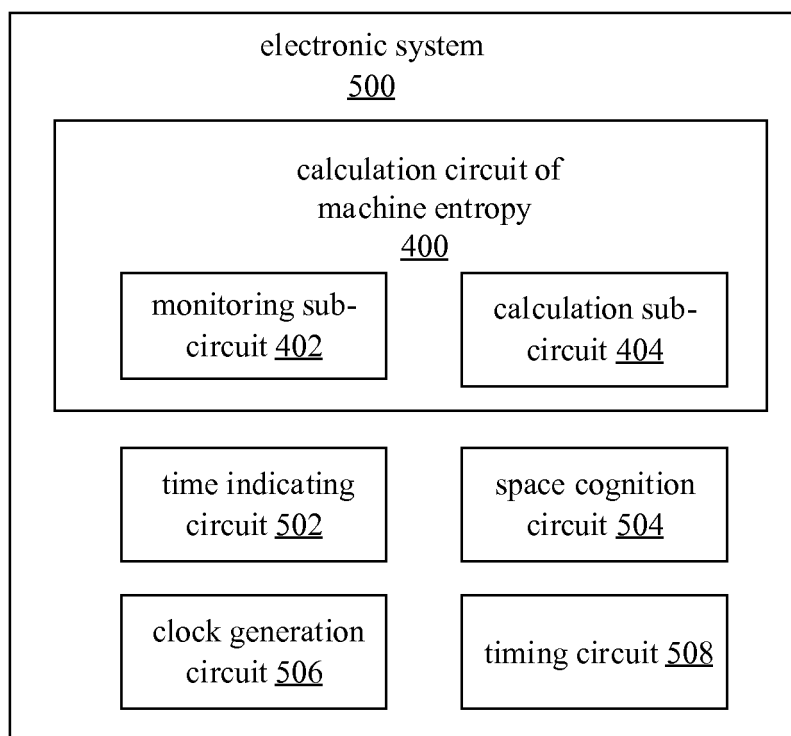 electronic system
500
calculation circuit of
machine entropy
400
monitoring sub-
circuit 402
calculation sub-
circuit 404
time indicating
circuit 502
space cognition
circuit 504
clock generation
circuit 506
timing circuit 508